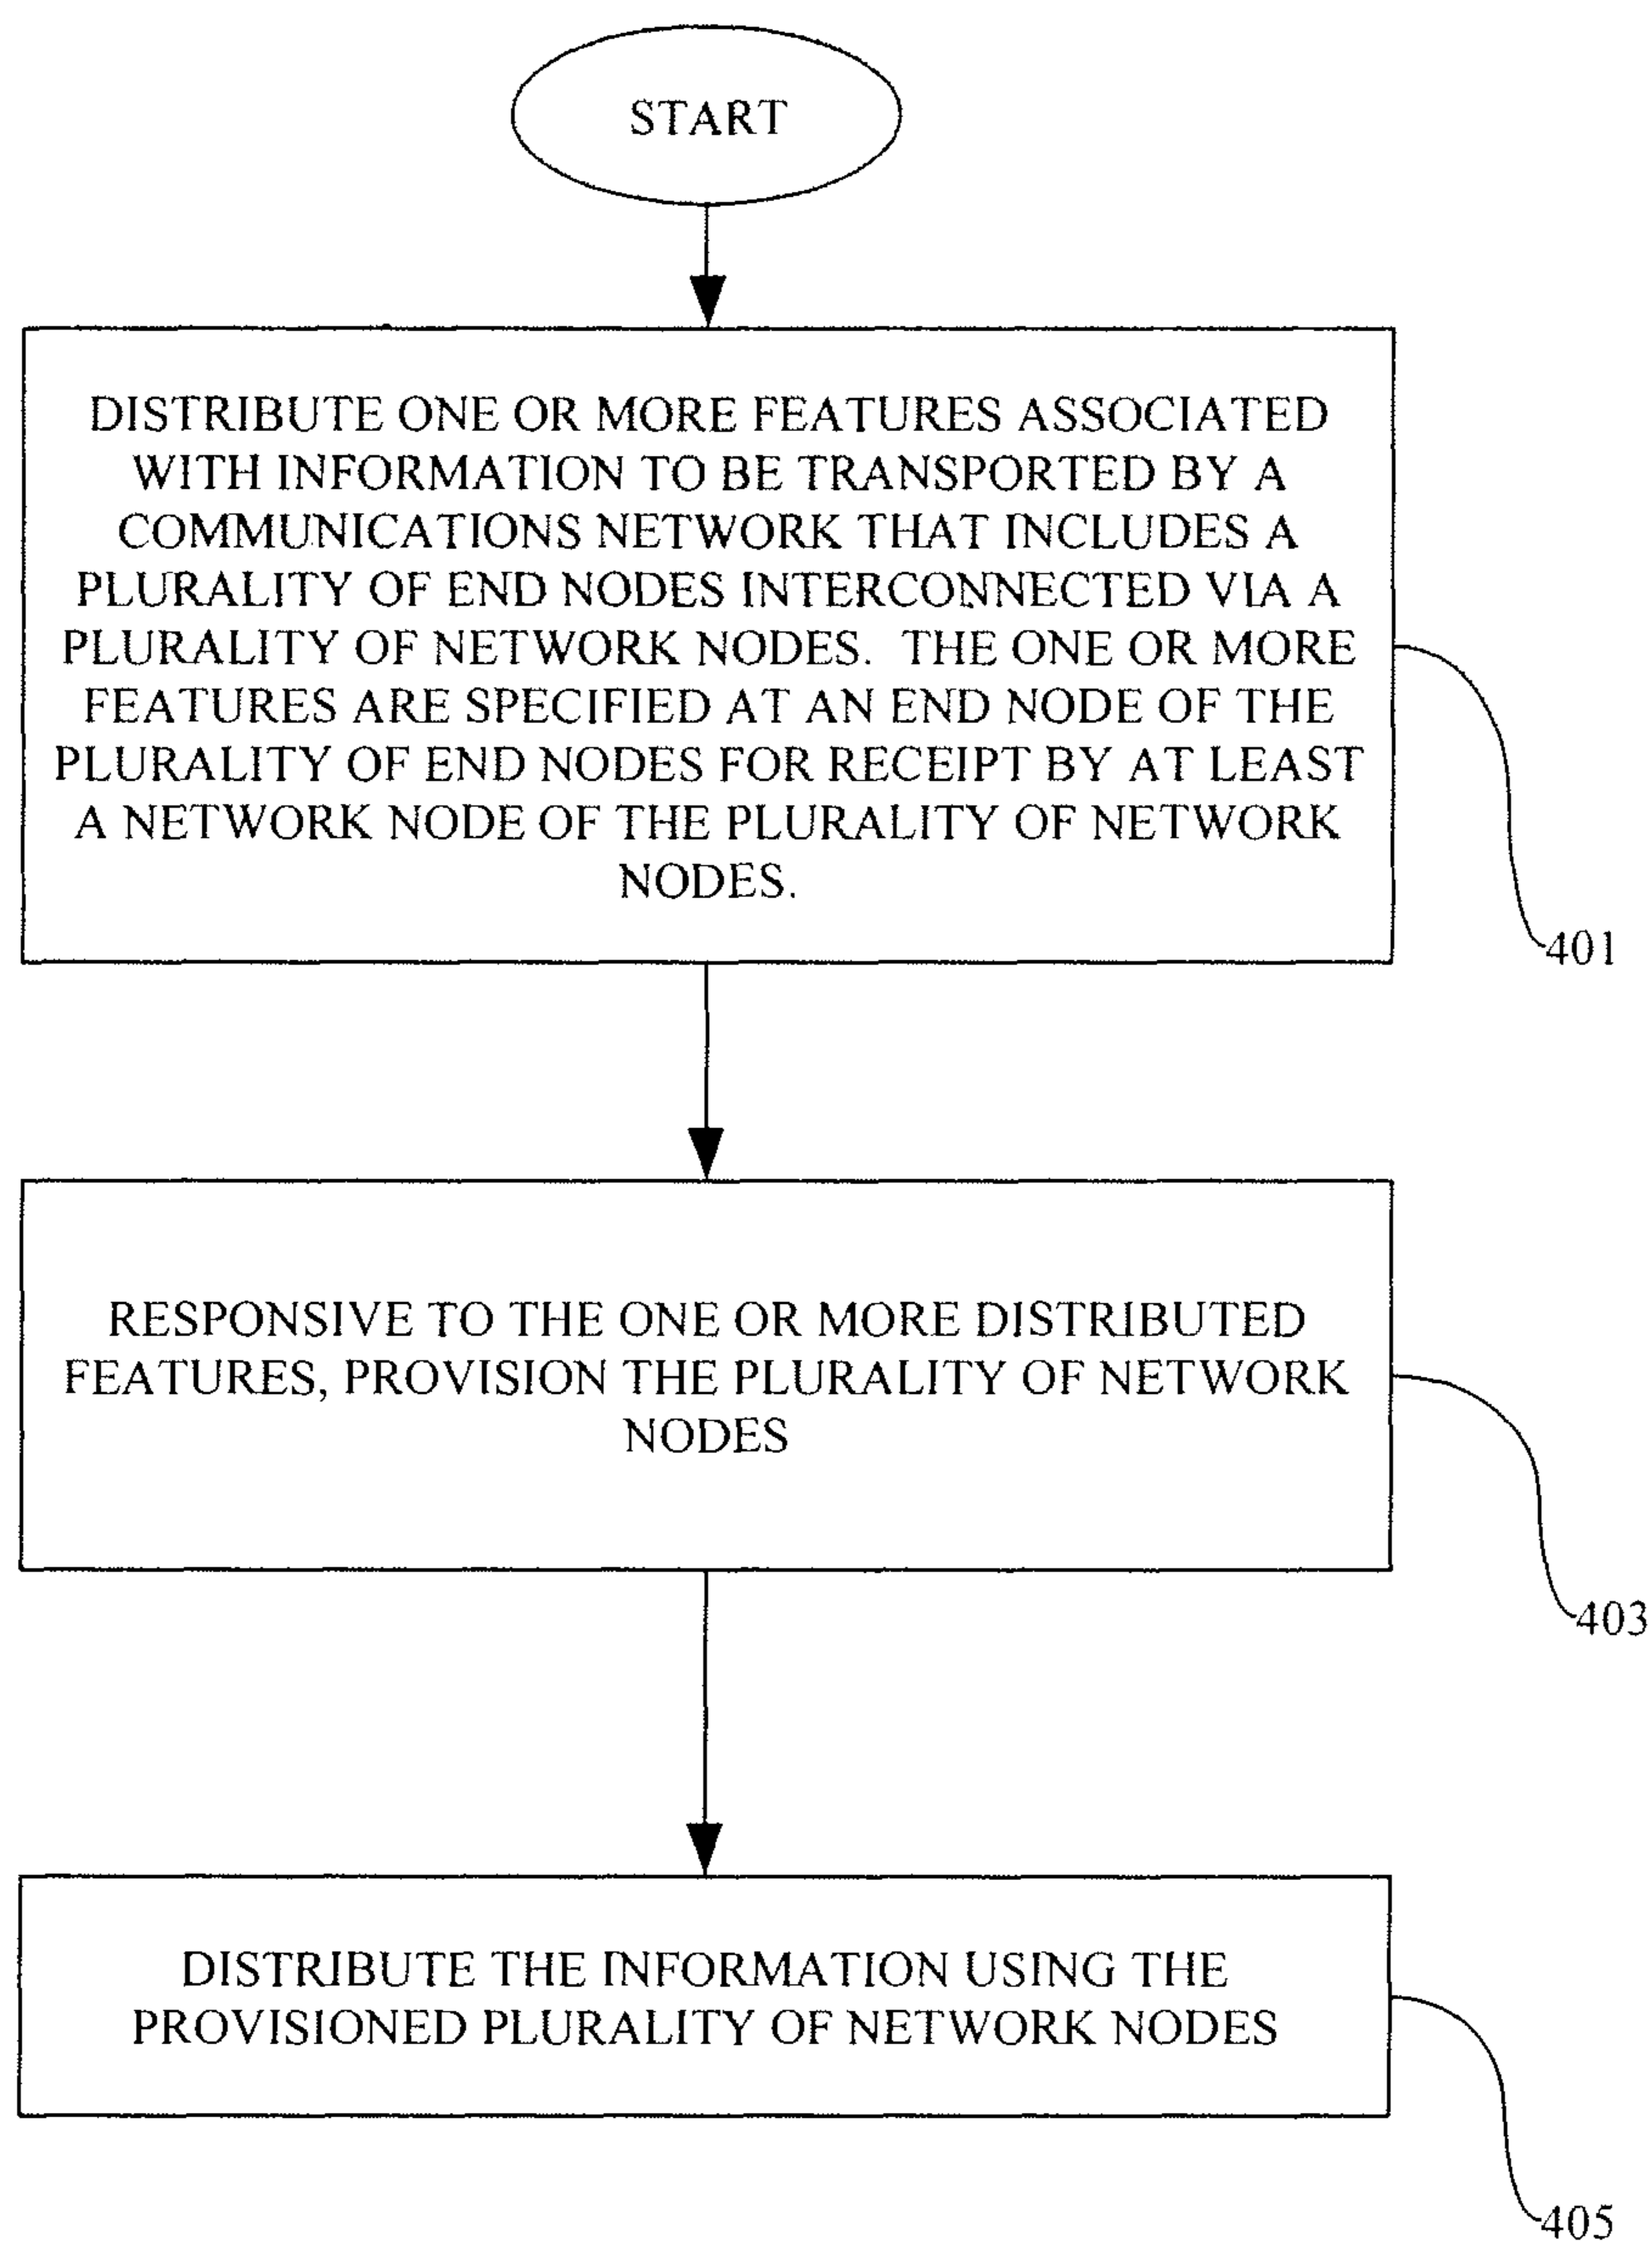 START
DISTRIBUTE ONE OR MORE FEATURES ASSOCIATED
WITH INFORMATION TO BE TRANSPORTED BY A
COMMUNICATIONS NETWORK THAT INCLUDES A
PLURALITY OF END NODES INTERCONNECTED VIA A
PLURALITY OF NETWORK NODES. THE ONE OR MORE
FEATURES ARE SPECIFIED AT AN END NODE OF THE
PLURALITY OF END NODES FOR RECEIPT BY AT LEAST
A NETWORK NODE OF THE PLURALITY OF NETWORK
NODES.
401
RESPONSIVE TO THE ONE OR MORE DISTRIBUTED
FEATURES, PROVISION THE PLURALITY OF NETWORK
NODES
403
DISTRIBUTE THE INFORMATION USING THE
PROVISIONED PLURALITY OF NETWORK NODES
405